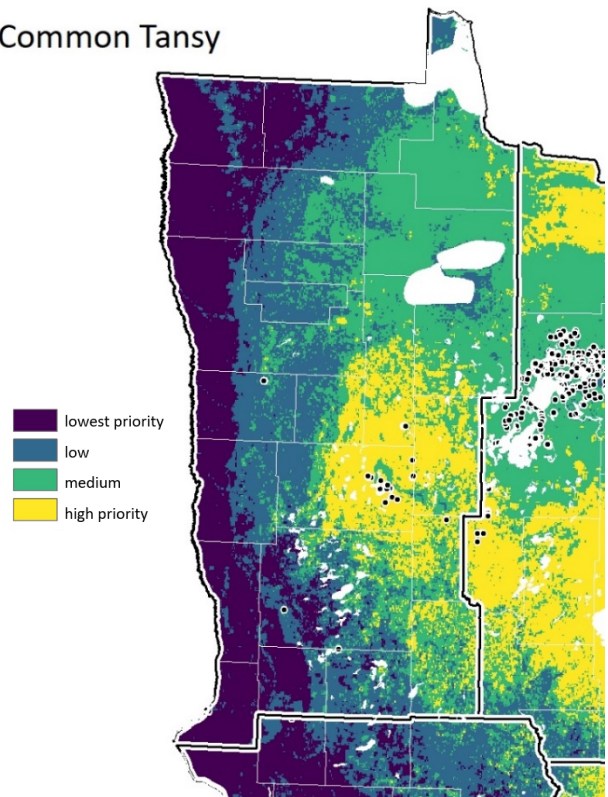 Common Tansy
lowest priority
low
medium
high priority